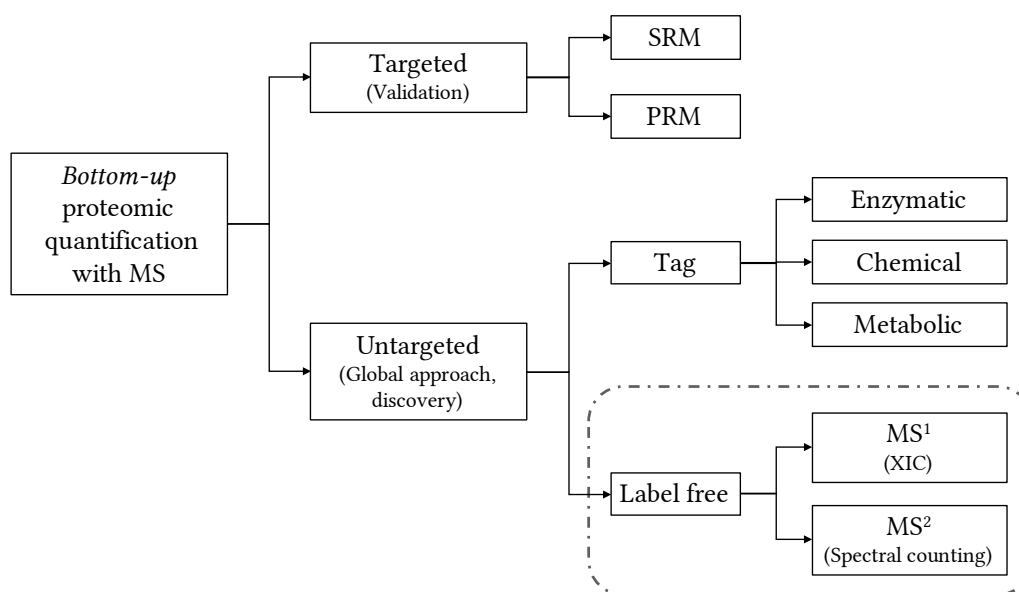 Bottom-up
proteomic
quantification
with MS
Targeted
(Validation)
SRM
PRM
Untargeted
(Global approach,
discovery)
Tag
Enzymatic
Chemical
Metabolic
Label free
MS¹
(XIC)
MS²
(Spectral counting)